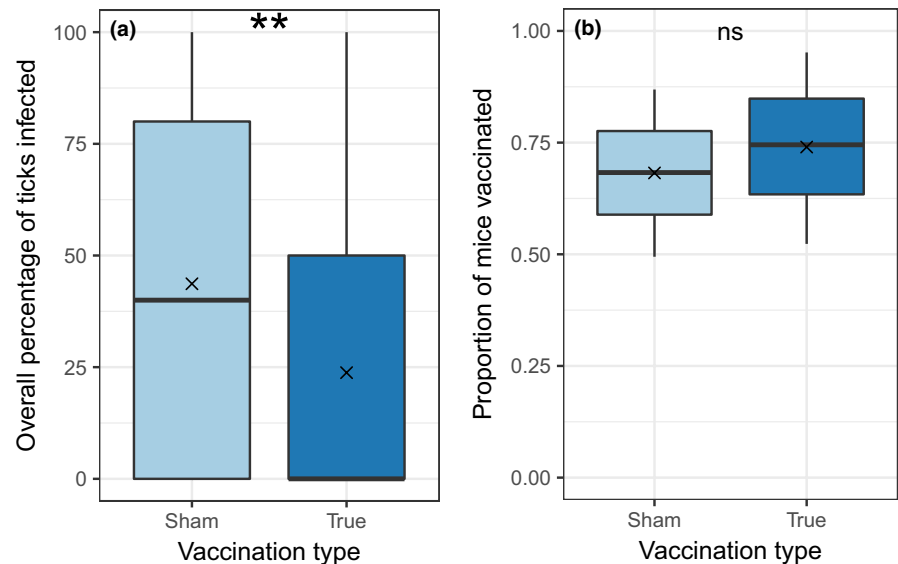 (a)
**
Overall percentage of ticks infected
100
75
50
25
0
Sham True
Vaccination type
(b)
ns
Proportion of mice vaccinated
1.00
0.75
0.50
0.25
0.00
Sham True
Vaccination type